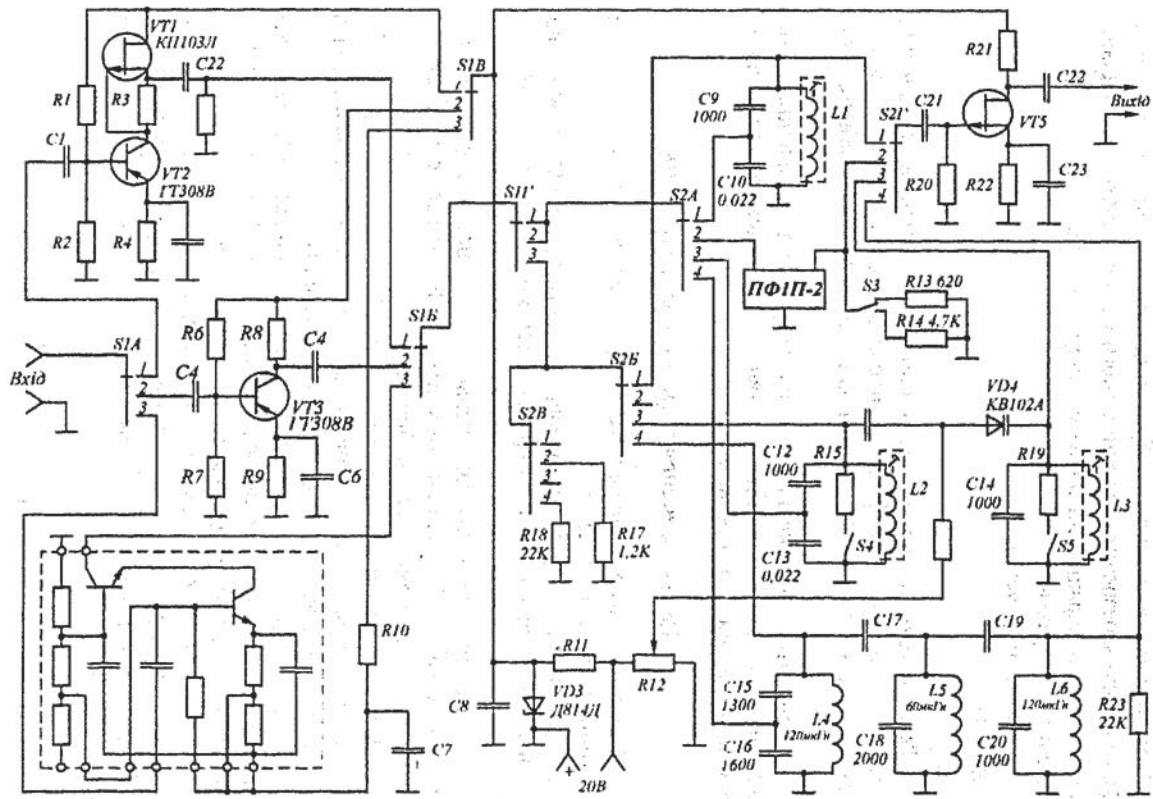 VT1
КП103Л
C22
R1
R3
C1
VT2
ГТ308В
R2
R4
S1В
1
2
3
R21
C22
Вихід
C9
1000
L1
C10
0,022
S2Г
1
2
3
4
C21
VT5
R20
R22
C23
S1Г
1
2
3
S2А
1
2
3
4
ПФ1П-2
S3
R13 620
R14 4,7К
S1А
1
2
3
Вхід
R6
R8
C4
C4
VT3
ГТ308В
R7
R9
C6
S1Б
1
2
3
S2Б
1
2
3
4
S2В
1
2
3
4
R18
22К
R17
1,2К
VD4
КВ102А
C12
1000
R15
L2
C13
0,022
S4
R19
C14
1000
L3
S5
R10
C7
C8
R11
VD3
Д814Д
R12
+
20В
C17
C19
C15
1300
L4
120мкГн
C16
1600
L5
60мкГн
C18
2000
L6
120мкГн
C20
1000
R23
22К